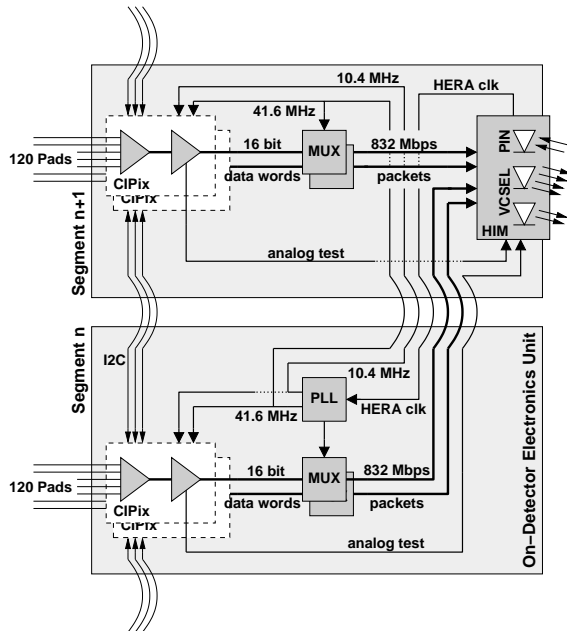 10.4 MHz
HERA clk
41.6 MHz
16 bit
MUX
832 Mbps
PIN
120 Pads
CIPix
CIPix
data words
packets
VCSEL
HIM
analog test
Segment n+1
I2C
Segment n
10.4 MHz
PLL
41.6 MHz
HERA clk
16 bit
MUX
832 Mbps
120 Pads
CIPix
CIPix
data words
packets
analog test
On-Detector Electronics Unit